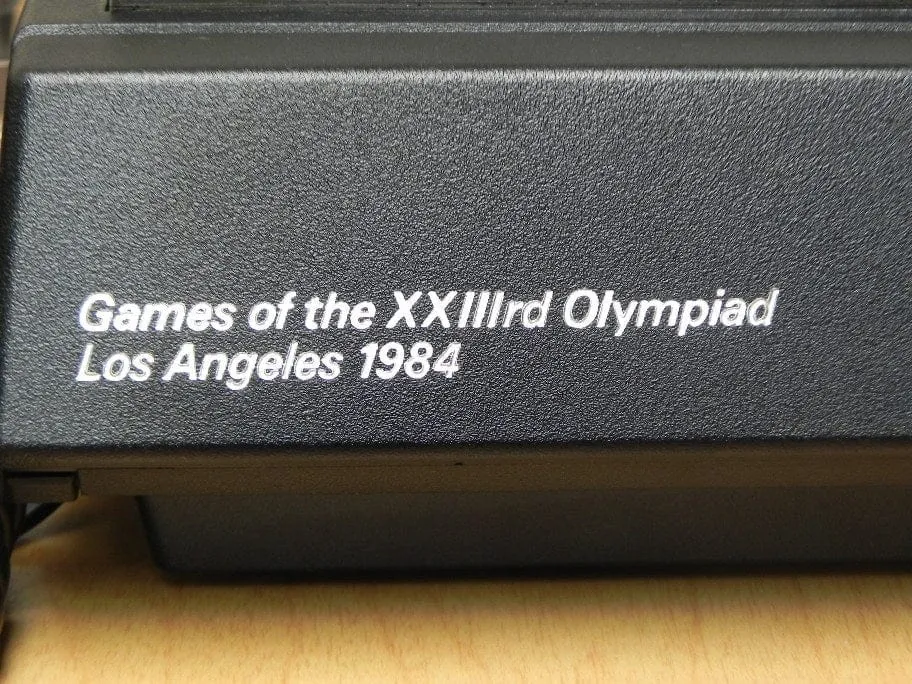 Games of the XXIIIrd Olympiad
Los Angeles 1984